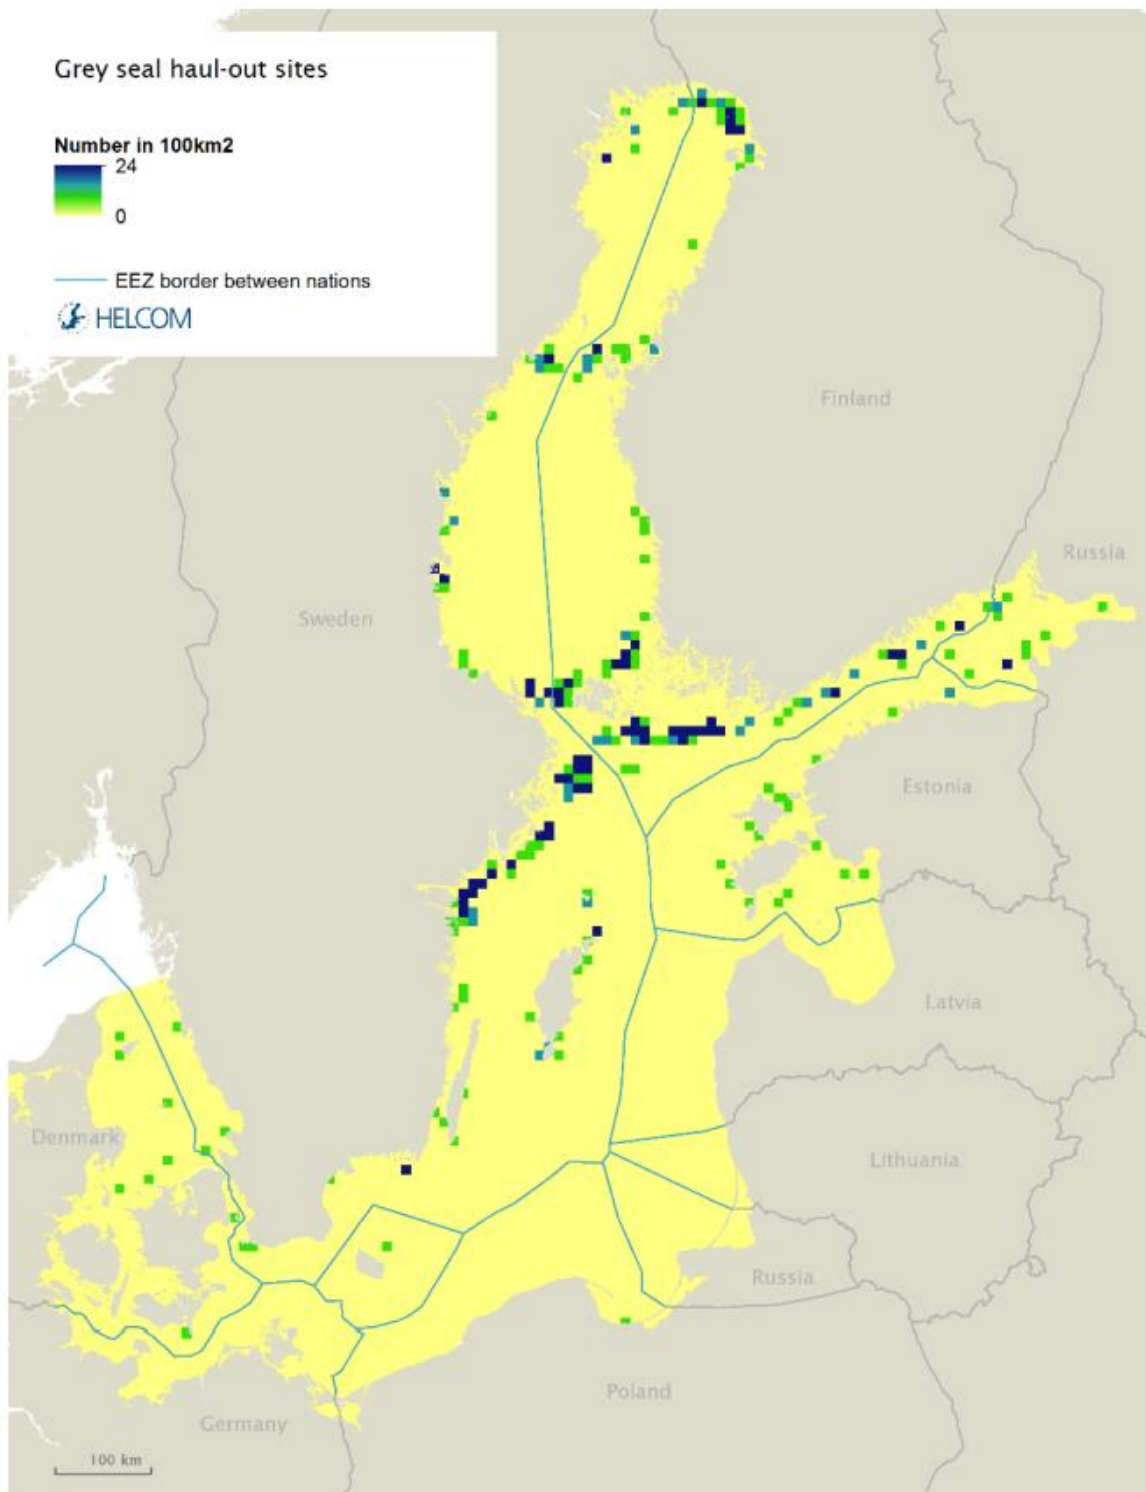 Grey seal haul-out sites
Number in 100km2
24
0
EEZ border between nations
HELCOM
Finland
Russia
Sweden
Estonia
Latvia
Denmark
Lithuania
Russia
Poland
Germany
100 km